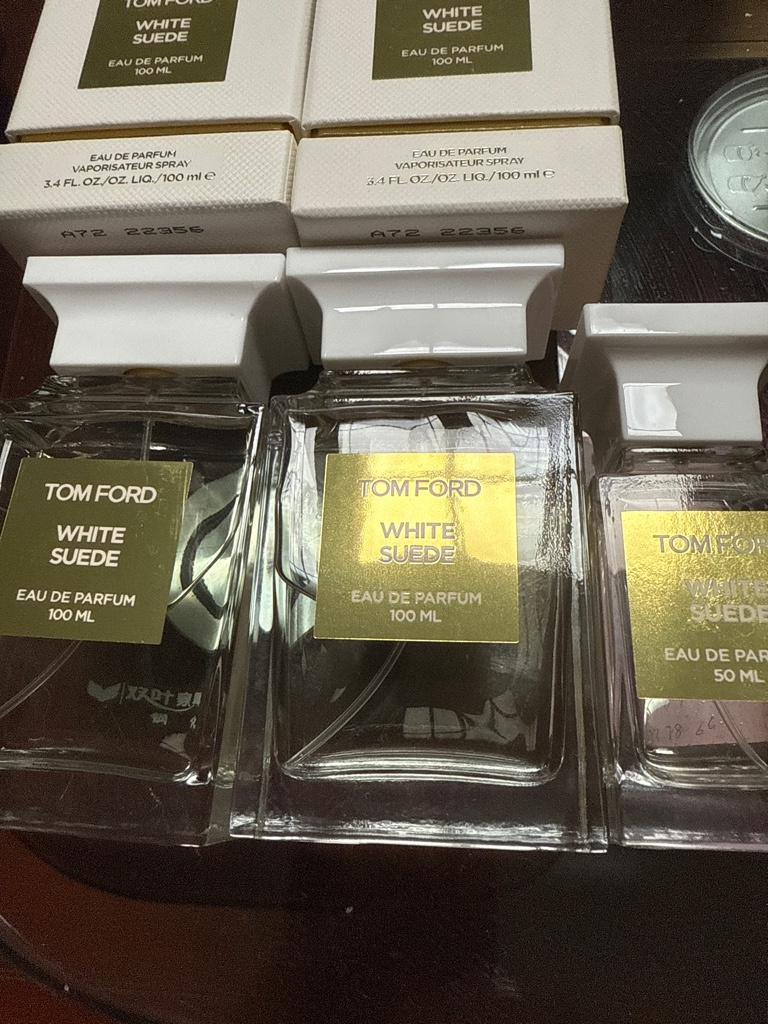 TOM FORD
WHITE
SUEDE
EAU DE PARFUM
100 ML
WHITE
SUEDE
EAU DE PARFUM
100 ML
EAU DE PARFUM
VAPORISATEUR SPRAY
3.4 FL. OZ./OZ. LIQ./100 ml ℮
A72 22356
EAU DE PARFUM
VAPORISATEUR SPRAY
3.4 FL. OZ./OZ. LIQ./100 ml ℮
A72 22356
TOM FORD
WHITE
SUEDE
EAU DE PARFUM
100 ML
TOM FORD
WHITE
SUEDE
EAU DE PARFUM
100 ML
TOM FOR
WHITE
SUEDE
EAU DE PAR
50 ML